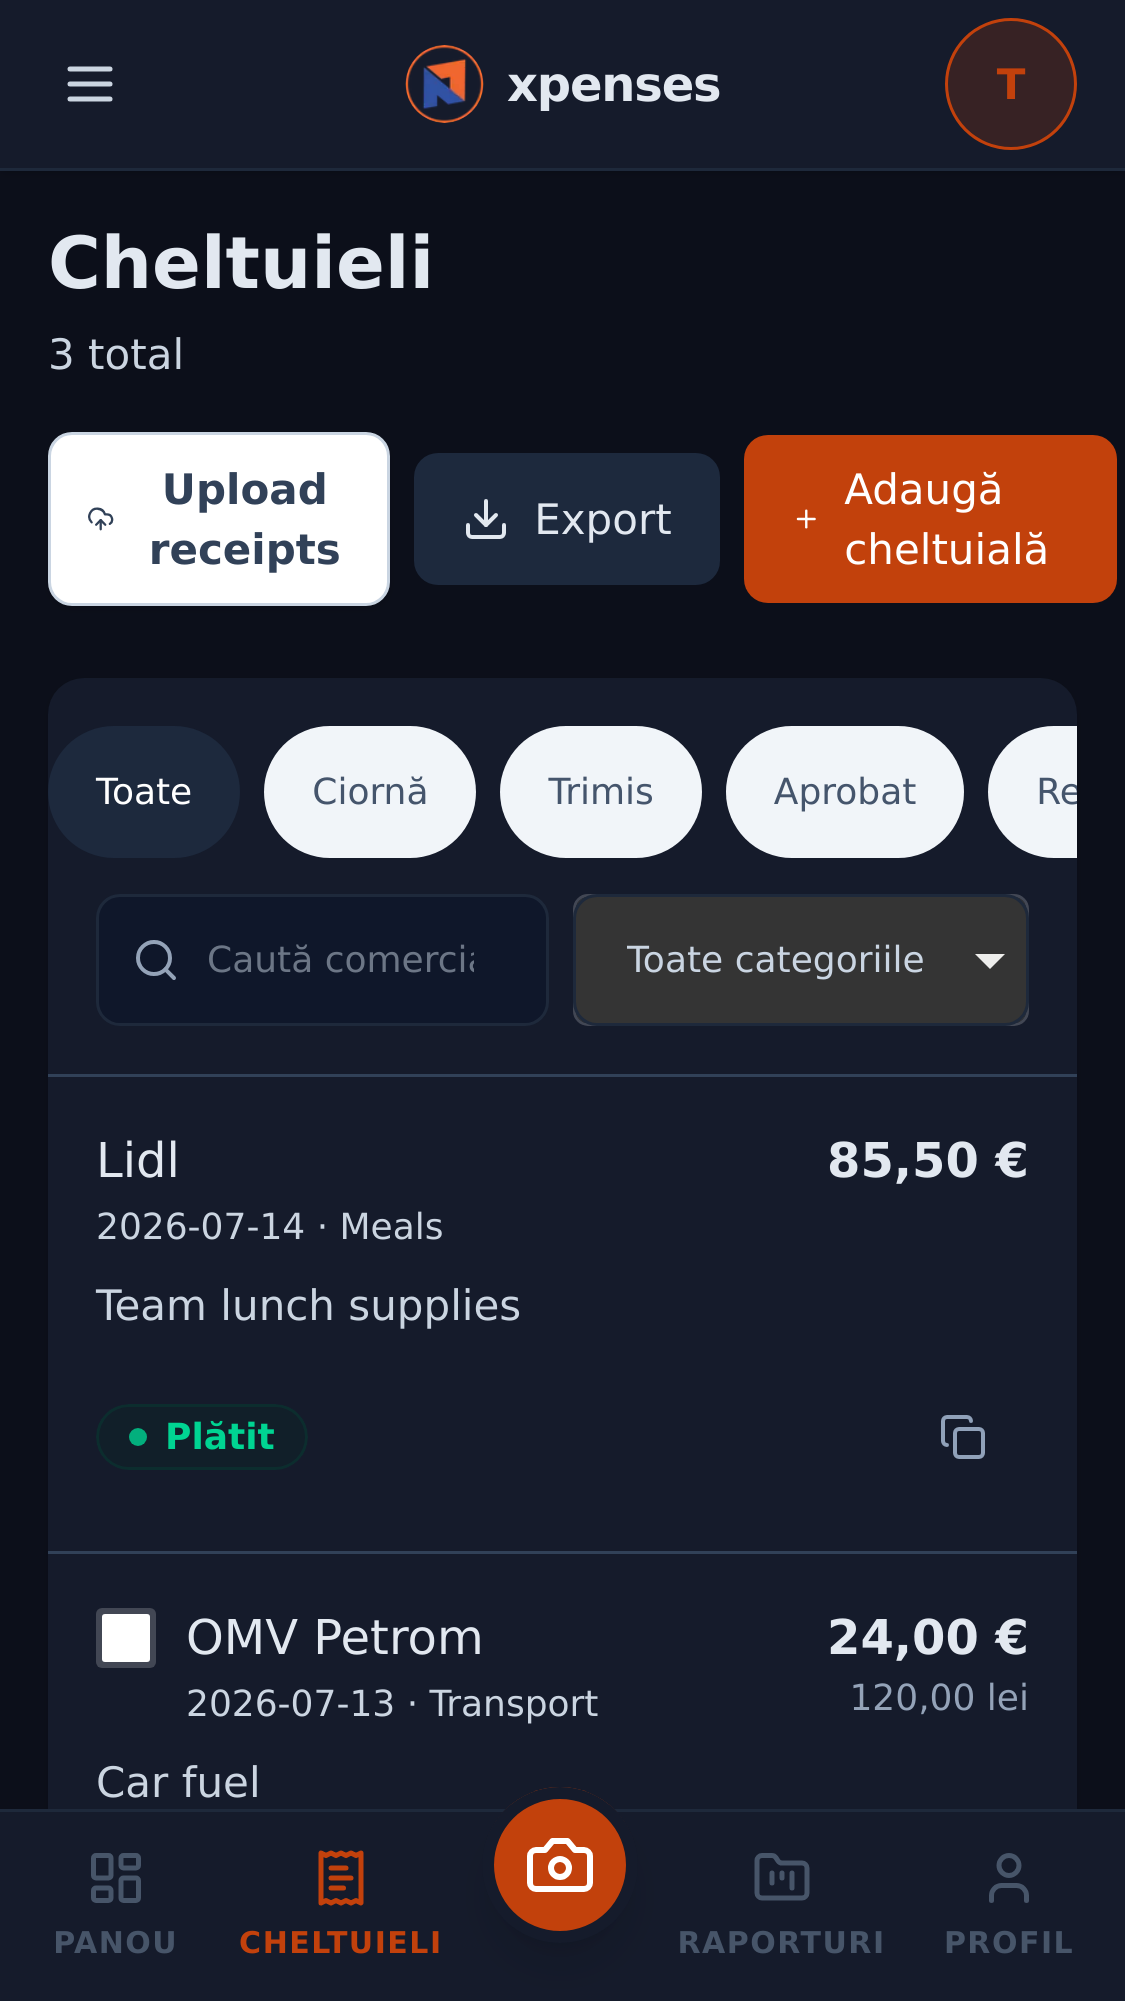 xpenses
T
Cheltuieli
3 total
Upload
receipts
Export
Adaugă
cheltuială
Toate
Ciornă
Trimis
Aprobat
Re
Caută comercia
Toate categoriile
Lidl
85,50 €
2026-07-14 · Meals
Team lunch supplies
Plătit
OMV Petrom
24,00 €
2026-07-13 · Transport
120,00 lei
Car fuel
PANOU
CHELTUIELI
RAPORTURI
PROFIL